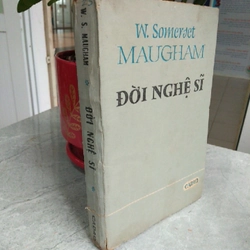 W. Somerset
MAUGHAM
ĐỜI NGHỆ SĨ
W. S. MAUGHAM
ĐỜI NGHỆ SĨ